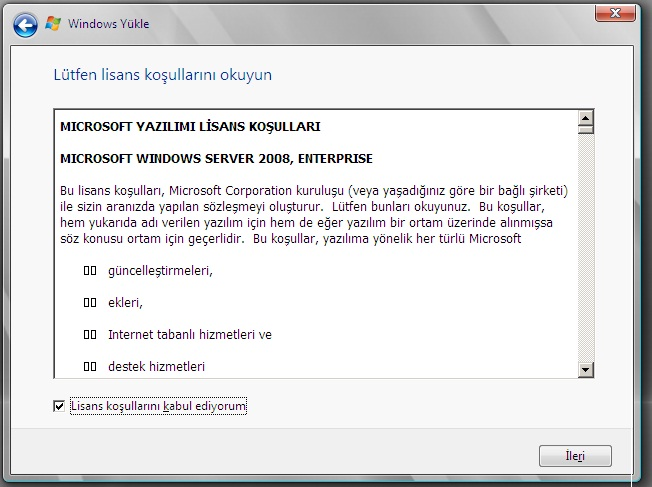 Windows Yükle
Lütfen lisans koşullarını okuyun
MICROSOFT YAZILIMI LİSANS KOŞULLARI
MICROSOFT WINDOWS SERVER 2008, ENTERPRISE
Bu lisans koşulları, Microsoft Corporation kuruluşu (veya yaşadığınız göre bir bağlı şirketi)
ile sizin aranızda yapılan sözleşmeyi oluşturur.  Lütfen bunları okuyunuz.  Bu koşullar,
hem yukarıda adı verilen yazılım için hem de eğer yazılım bir ortam üzerinde alınmışsa
söz konusu ortam için geçerlidir.  Bu koşullar, yazılıma yönelik her türlü Microsoft
güncelleştirmeleri,
ekleri,
Internet tabanlı hizmetleri ve
destek hizmetleri
Lisans koşullarını kabul ediyorum
İleri